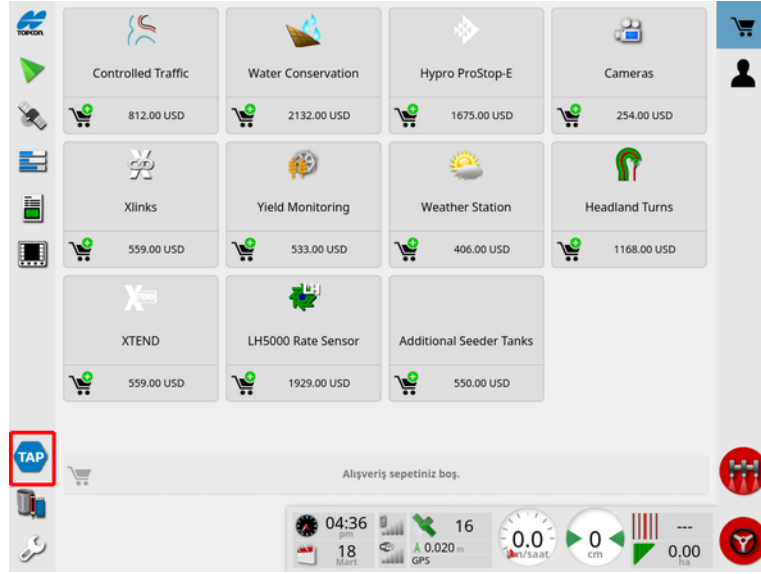 TOPCON
Controlled Traffic
Water Conservation
Hypro ProStop-E
Cameras
812.00 USD
2132.00 USD
1675.00 USD
254.00 USD
Xlinks
Yield Monitoring
Weather Station
Headland Turns
559.00 USD
533.00 USD
406.00 USD
1168.00 USD
XTEND
LH
XTEND
LH5000 Rate Sensor
Additional Seeder Tanks
559.00 USD
1929.00 USD
550.00 USD
TAP
Alışveriş sepetiniz boş.
04:36
pm
16
0.0
km/saat
0
cm
---
18
Mart
0.020 m
GPS
0.00
ha